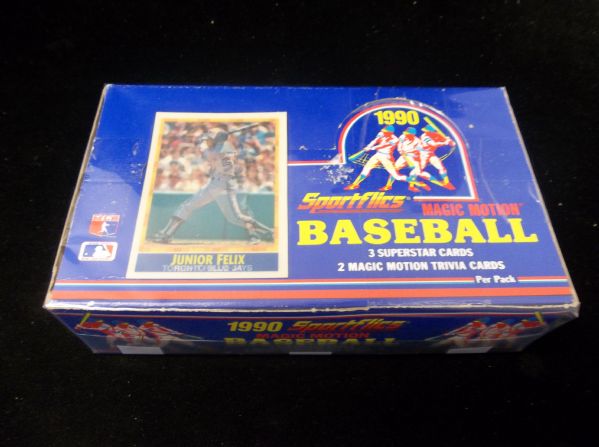 1990
Sportflics
MAGIC MOTION
BASEBALL
3 SUPERSTAR CARDS
2 MAGIC MOTION TRIVIA CARDS
Per Pack
JUNIOR FELIX
TORONTO BLUE JAYS
1990 Sportflics
MAGIC MOTION
BASEBALL